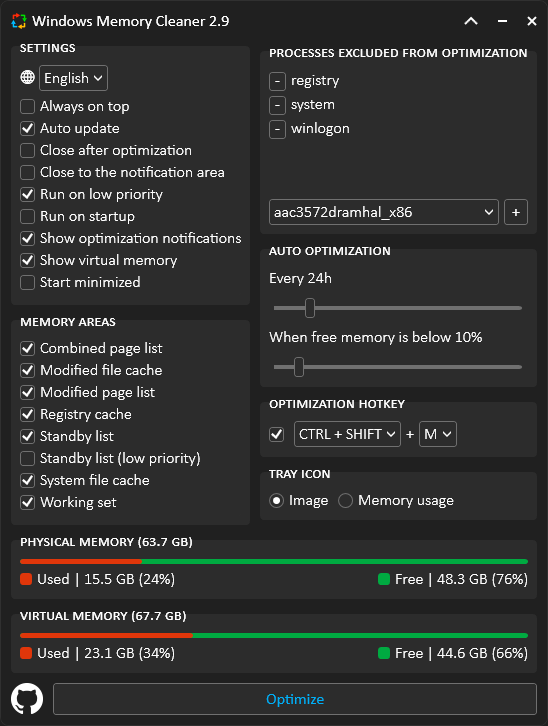 Windows Memory Cleaner 2.9
SETTINGS
English
Always on top
Auto update
Close after optimization
Close to the notification area
Run on low priority
Run on startup
Show optimization notifications
Show virtual memory
Start minimized
MEMORY AREAS
Combined page list
Modified file cache
Modified page list
Registry cache
Standby list
Standby list (low priority)
System file cache
Working set
PROCESSES EXCLUDED FROM OPTIMIZATION
- registry
- system
- winlogon
aac3572dramhal_x86 +
AUTO OPTIMIZATION
Every 24h
When free memory is below 10%
OPTIMIZATION HOTKEY
CTRL + SHIFT + M
TRAY ICON
Image Memory usage
PHYSICAL MEMORY (63.7 GB)
Used | 15.5 GB (24%) Free | 48.3 GB (76%)
VIRTUAL MEMORY (67.7 GB)
Used | 23.1 GB (34%) Free | 44.6 GB (66%)
Optimize